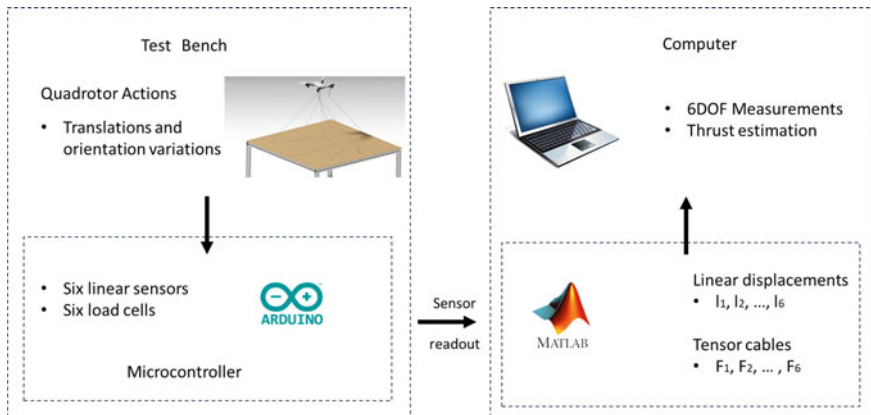 Test Bench
Quadrotor Actions
• Translations and
orientation variations
• Six linear sensors
• Six load cells
ARDUINO
Microcontroller
Sensor
readout
Computer
• 6DOF Measurements
• Thrust estimation
MATLAB
Linear displacements
• l₁, l₂, ..., l₆
Tensor cables
• F₁, F₂, ... , F₆